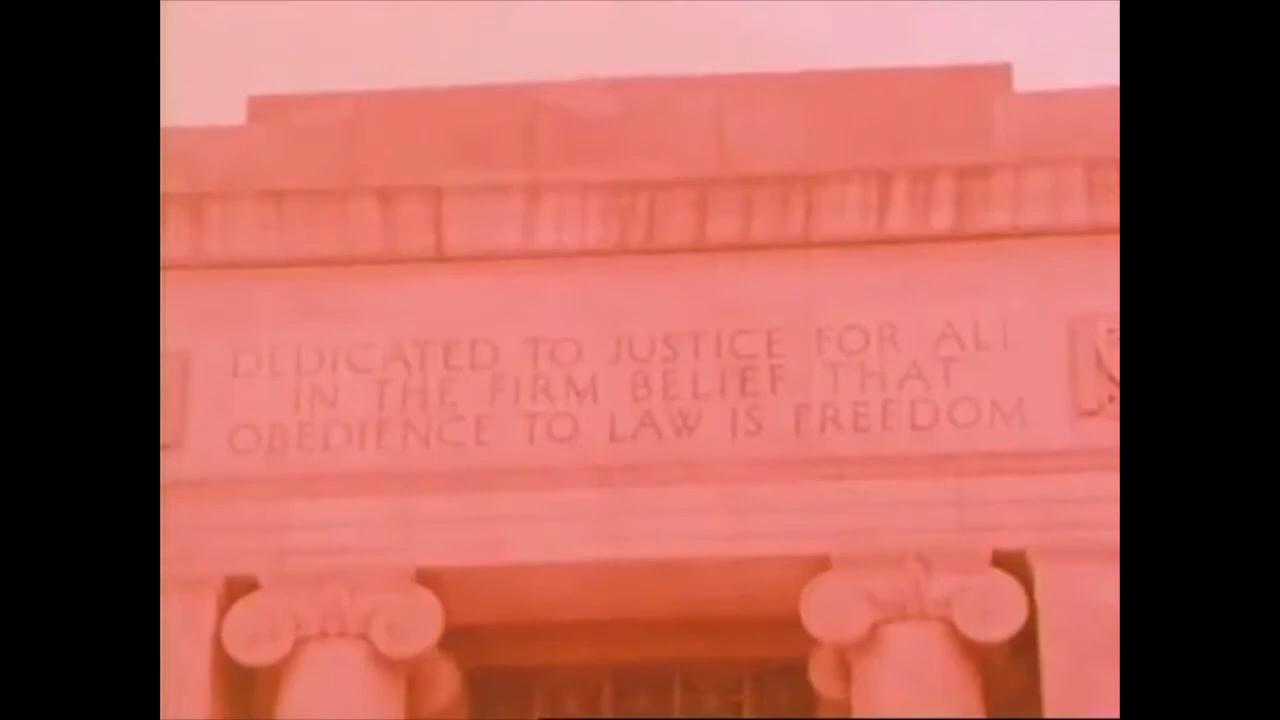 DEDICATED TO JUSTICE FOR ALL
IN THE FIRM BELIEF THAT
OBEDIENCE TO LAW IS FREEDOM